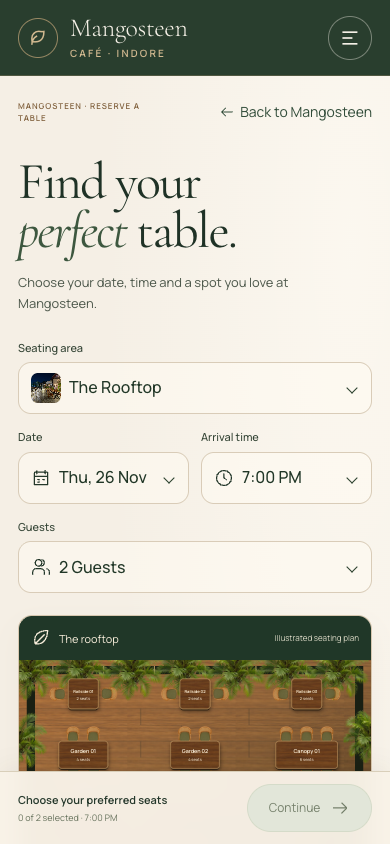 Mangosteen
CAFÉ · INDORE
MANGOSTEEN · RESERVE A
TABLE
← Back to Mangosteen
Find your
perfect table.
Choose your date, time and a spot you love at
Mangosteen.
Seating area
The Rooftop
Date
Arrival time
Thu, 26 Nov
7:00 PM
Guests
2 Guests
The rooftop
Illustrated seating plan
Garden 01
Garden 02
Canopy 01
Choose your preferred seats
0 of 2 selected · 7:00 PM
Continue →